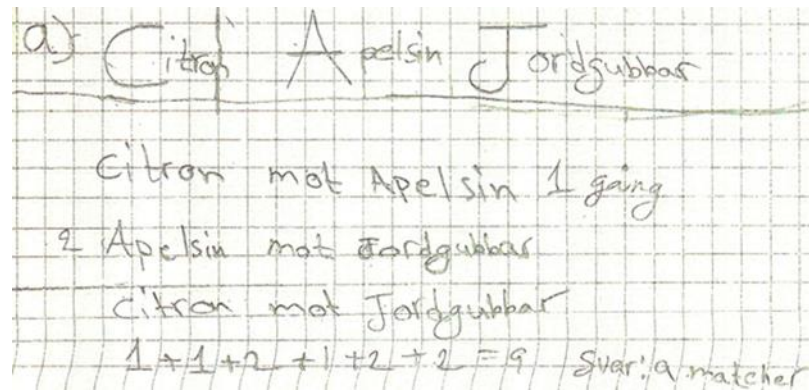 a) Citron Apelsin Jordgubbar
Citron mot Apelsin 1 gång
2 Apelsin mot Jordgubbar
Citron mot Jordgubbar
1+1+2+1+2+2=9 Svar: 9 matcher